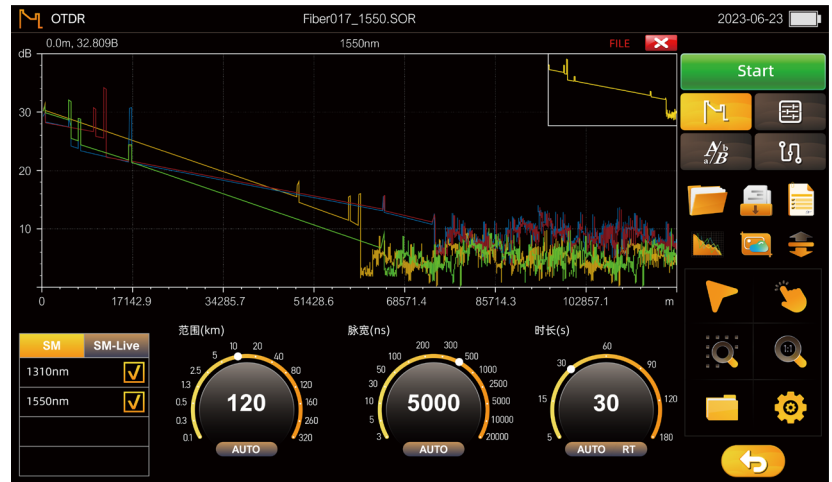 OTDR
Fiber017_1550.SOR
2023-06-23
0.0m, 32.809B
1550nm
FILE
dB
30
20
10
0
17142.9
34285.7
51428.6
68571.4
85714.3
102857.1
m
Start
A/b
a/B
SM
SM-Live
1310nm
1550nm
范围(km)
0.1
0.3
0.5
1.3
2.5
5
10
20
40
80
120
160
260
320
120
AUTO
脉宽(ns)
3
5
10
30
50
100
200
300
500
1000
2500
5000
10000
20000
5000
AUTO
时长(s)
5
15
30
60
90
120
180
30
AUTO
RT
1:1